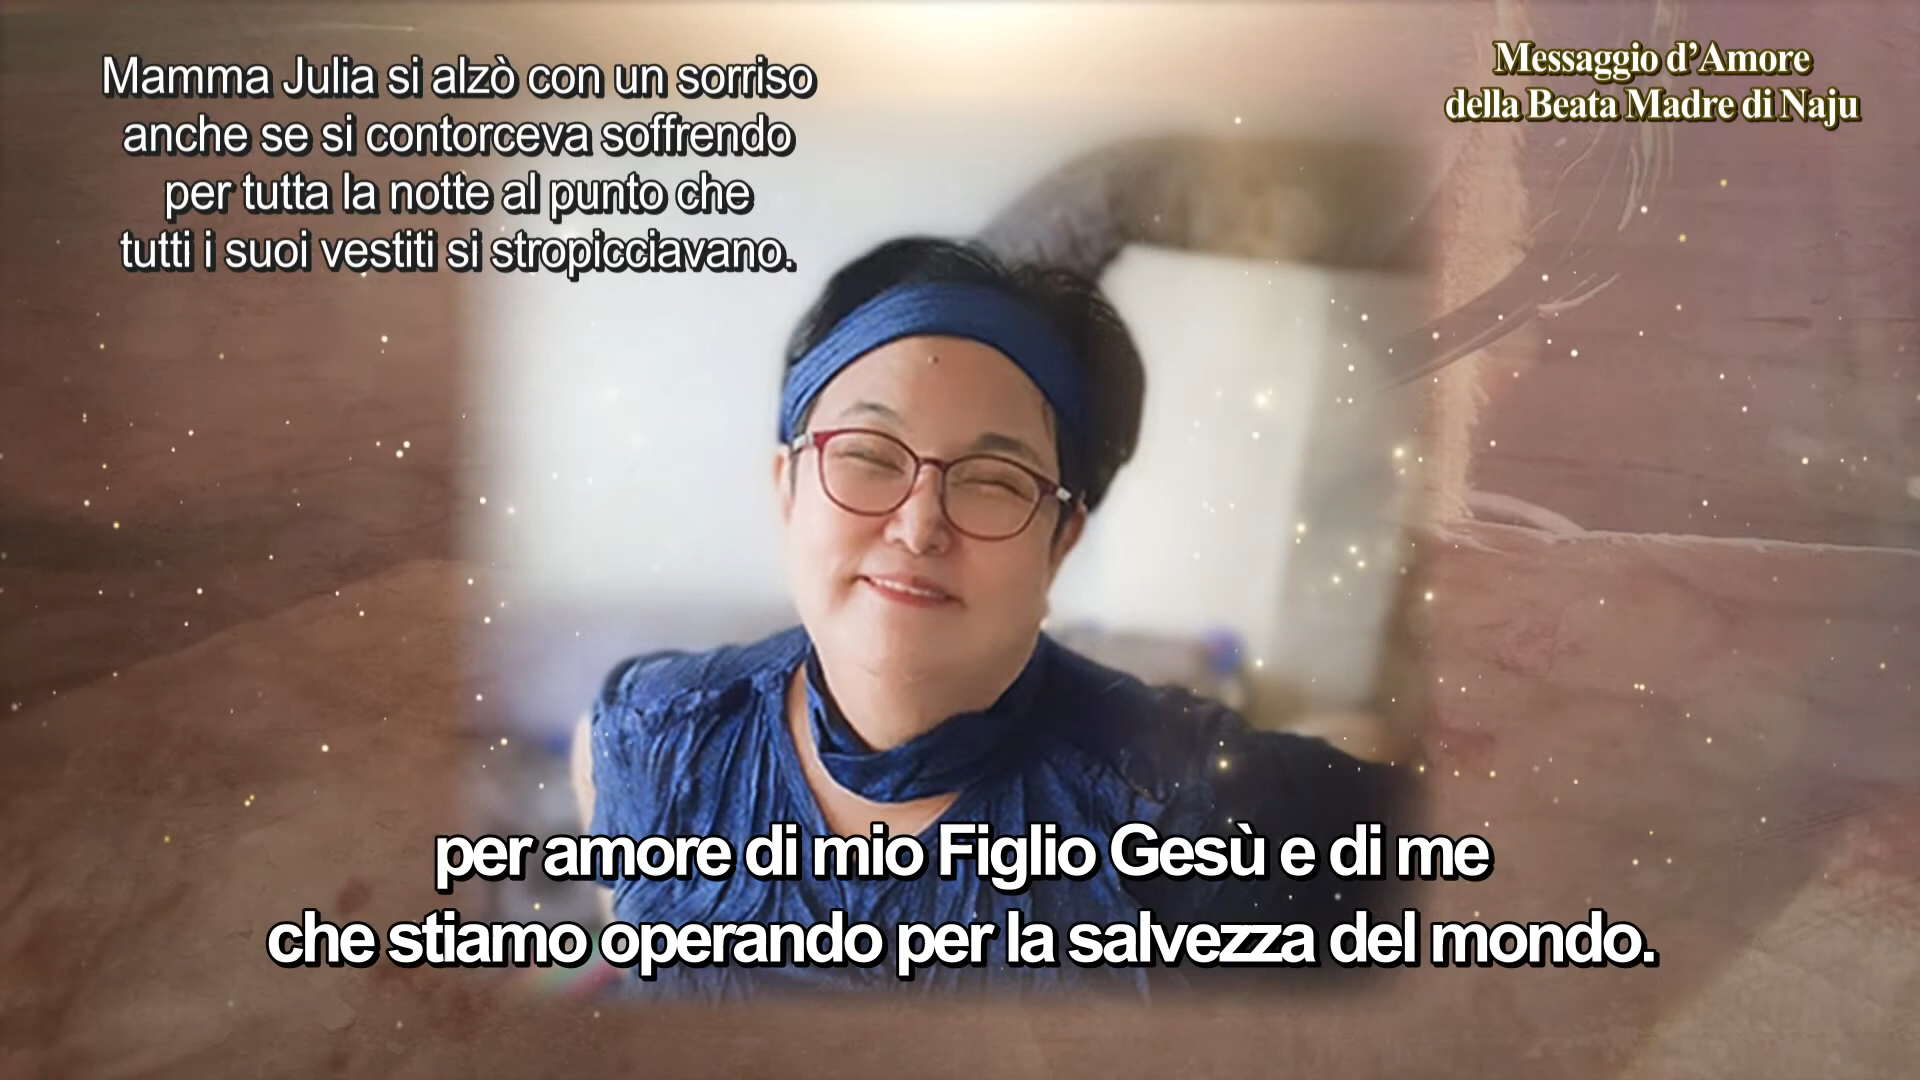 Mamma Julia si alzò con un sorriso
anche se si contorceva soffrendo
per tutta la notte al punto che
tutti i suoi vestiti si stropicciavano.
Messaggio d'Amore
della Beata Madre di Naju
per amore di mio Figlio Gesù e di me
che stiamo operando per la salvezza del mondo.